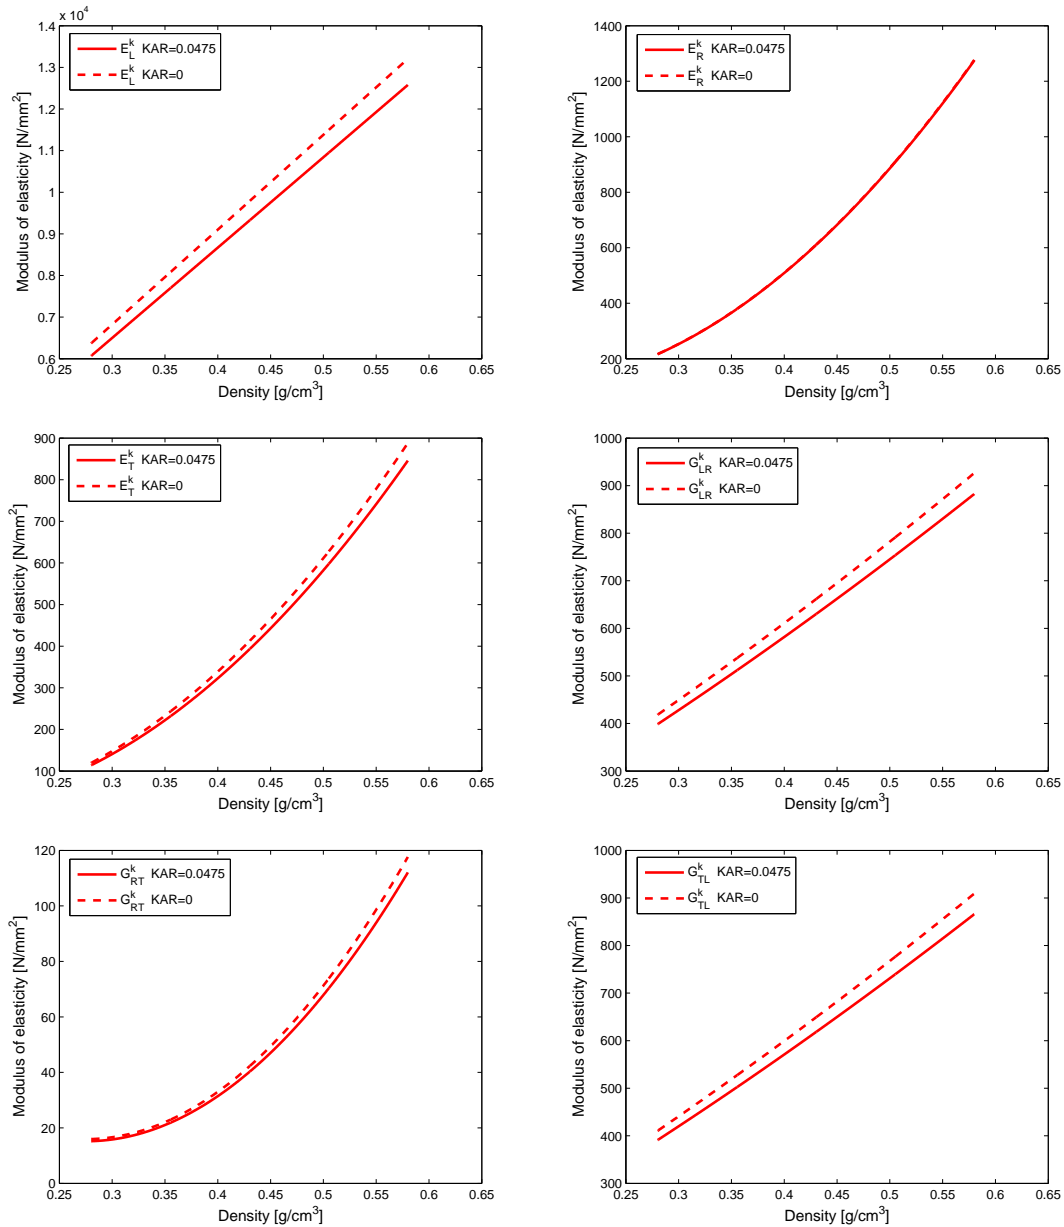 x 10^4
1.4
1.3
1.2
1.1
1
0.9
0.8
0.7
0.6
0.25 0.3 0.35 0.4 0.45 0.5 0.55 0.6 0.65
Modulus of elasticity [N/mm^2]
Density [g/cm^3]
E_L^k KAR=0.0475
E_L^k KAR=0
1400
1200
1000
800
600
400
200
0.25 0.3 0.35 0.4 0.45 0.5 0.55 0.6 0.65
Modulus of elasticity [N/mm^2]
Density [g/cm^3]
E_R^k KAR=0.0475
E_R^k KAR=0
900
800
700
600
500
400
300
200
100
0.25 0.3 0.35 0.4 0.45 0.5 0.55 0.6 0.65
Modulus of elasticity [N/mm^2]
Density [g/cm^3]
E_T^k KAR=0.0475
E_T^k KAR=0
1000
900
800
700
600
500
400
300
0.25 0.3 0.35 0.4 0.45 0.5 0.55 0.6 0.65
Modulus of elasticity [N/mm^2]
Density [g/cm^3]
G_LR^k KAR=0.0475
G_LR^k KAR=0
120
100
80
60
40
20
0
0.25 0.3 0.35 0.4 0.45 0.5 0.55 0.6 0.65
Modulus of elasticity [N/mm^2]
Density [g/cm^3]
G_RT^k KAR=0.0475
G_RT^k KAR=0
1000
900
800
700
600
500
400
300
0.25 0.3 0.35 0.4 0.45 0.5 0.55 0.6 0.65
Modulus of elasticity [N/mm^2]
Density [g/cm^3]
G_TL^k KAR=0.0475
G_TL^k KAR=0